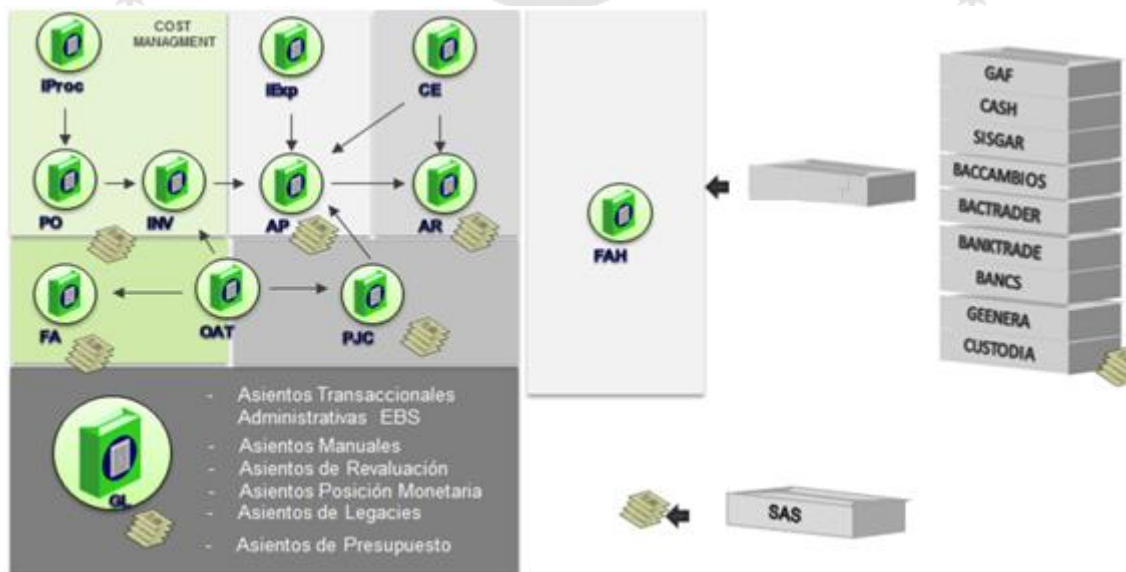 COST
MANAGMENT
IProc
IExp
CE
PO
INV
AP
AR
FA
OAT
PJC
GL
- Asientos Transaccionales
Administrativas EBS
- Asientos Manuales
- Asientos de Revaluación
- Asientos Posición Monetaria
- Asientos de Legacies
- Asientos de Presupuesto
FAH
GAF
CASH
SISGAR
BACCAMBIOS
BACTRADER
BANKTRADE
BANCS
GEENERA
CUSTODIA
SAS